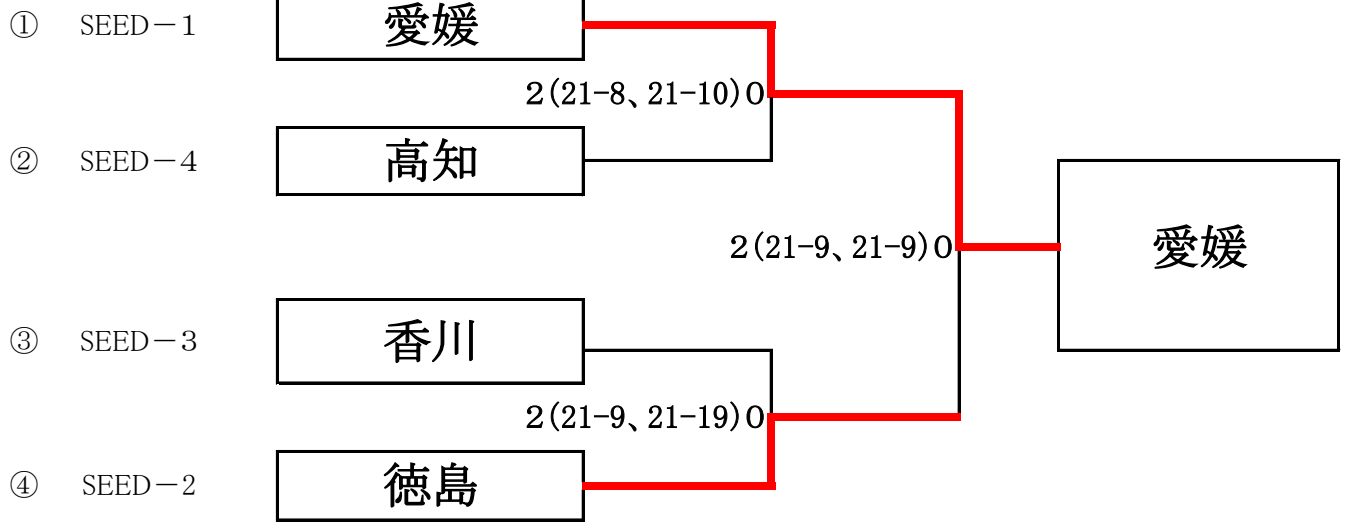 ① SEED－1 愛媛
2(21-8、21-10)0
② SEED－4 高知
2(21-9、21-9)0 愛媛
③ SEED－3 香川
2(21-9、21-19)0
④ SEED－2 徳島